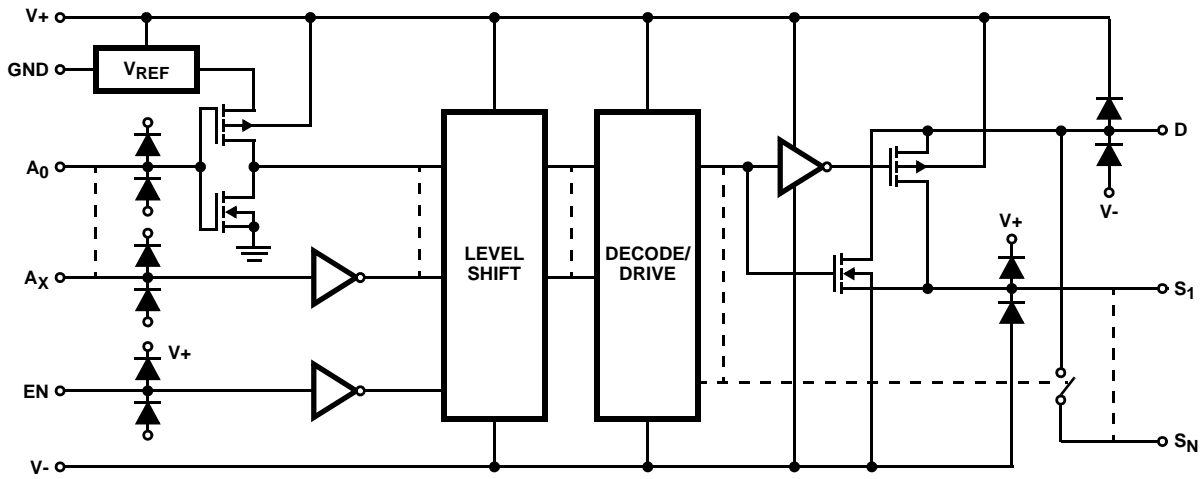 V+
GND
VREF
A0
AX
V+
EN
V-
LEVEL
SHIFT
DECODE/
DRIVE
D
V-
V+
S1
SN